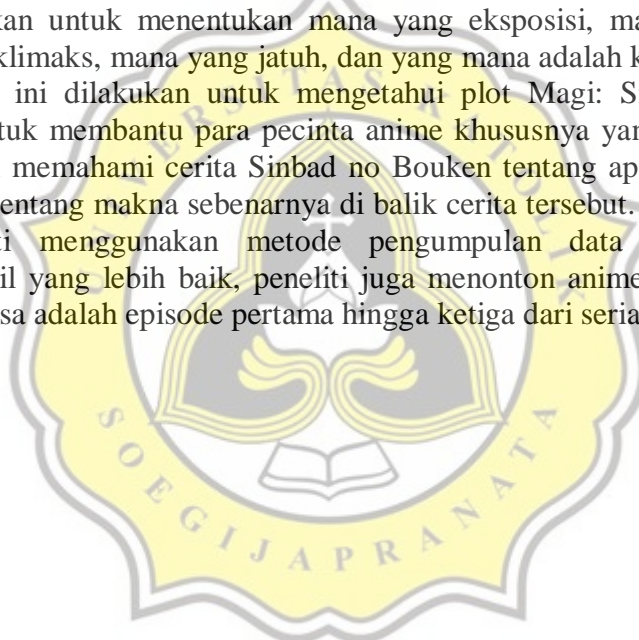 kan untuk menentukan mana yang eksposisi, ma
klimaks, mana yang jatuh, dan yang mana adalah k
ini dilakukan untuk mengetahui plot Magi: S
tuk membantu para pecinta anime khususnya yan
memahami cerita Sinbad no Bouken tentang ap
entang makna sebenarnya di balik cerita tersebut.
ti menggunakan metode pengumpulan data
il yang lebih baik, peneliti juga menonton anime
sa adalah episode pertama hingga ketiga dari seria
UNIVERSITAS KATOLIK
SOEGIJAPRANATA